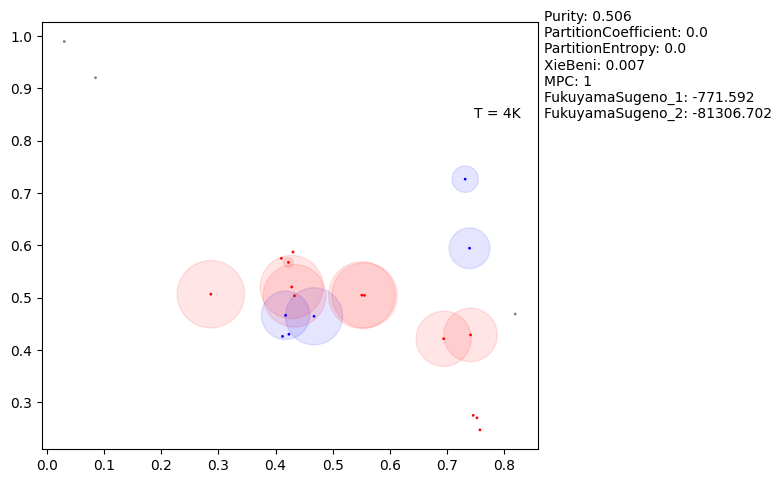 Purity: 0.506
PartitionCoefficient: 0.0
PartitionEntropy: 0.0
XieBeni: 0.007
MPC: 1
FukuyamaSugeno_1: -771.592
FukuyamaSugeno_2: -81306.702
T = 4K
1.0
0.9
0.8
0.7
0.6
0.5
0.4
0.3
0.0 0.1 0.2 0.3 0.4 0.5 0.6 0.7 0.8